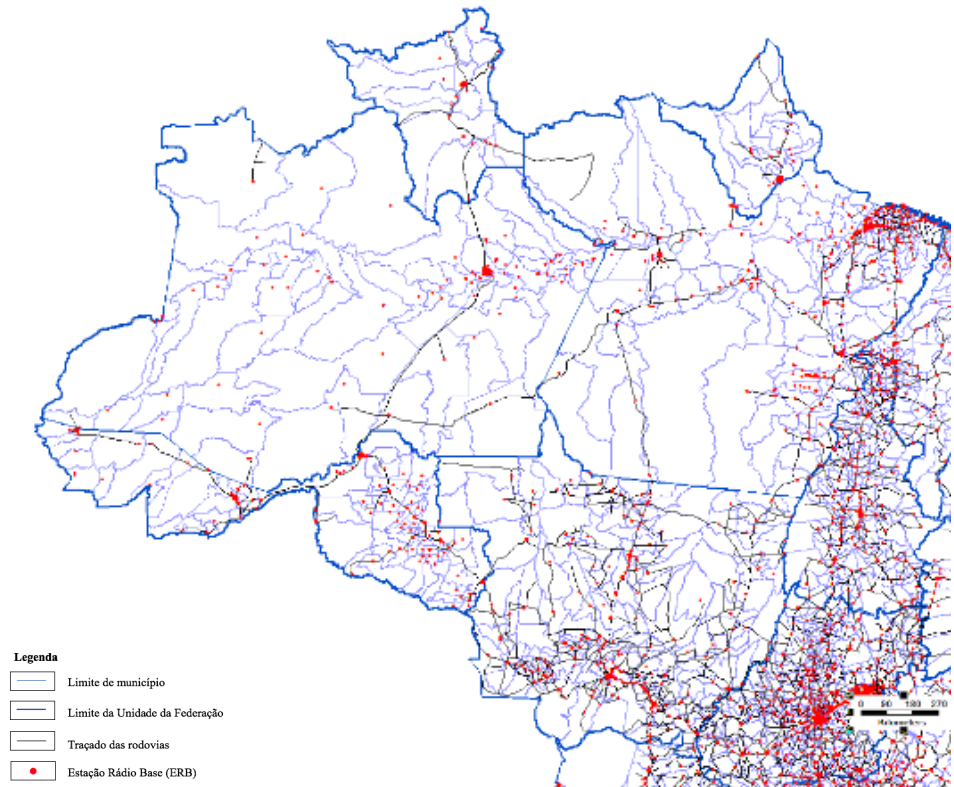 Legenda
Limite de município
Limite da Unidade da Federação
Traçado das rodovias
Estação Rádio Base (ERB)
0 90 180 270
Kilometers